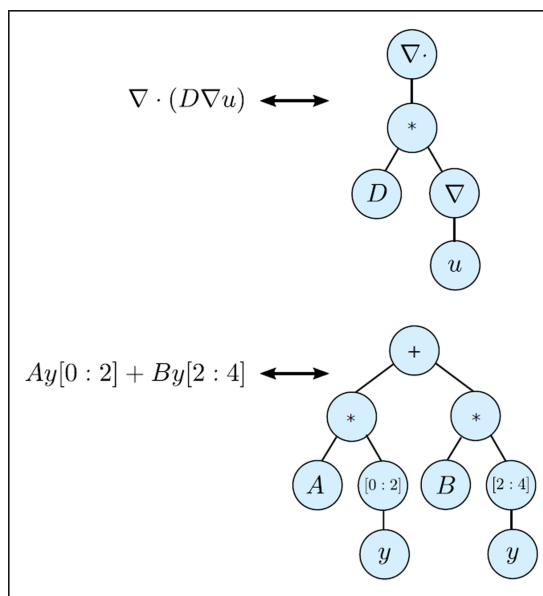 ∇·
∇ · (D∇u)
*
D ∇
u
+
Ay[0 : 2] + By[2 : 4]
* *
A [0 : 2] B [2 : 4]
y y